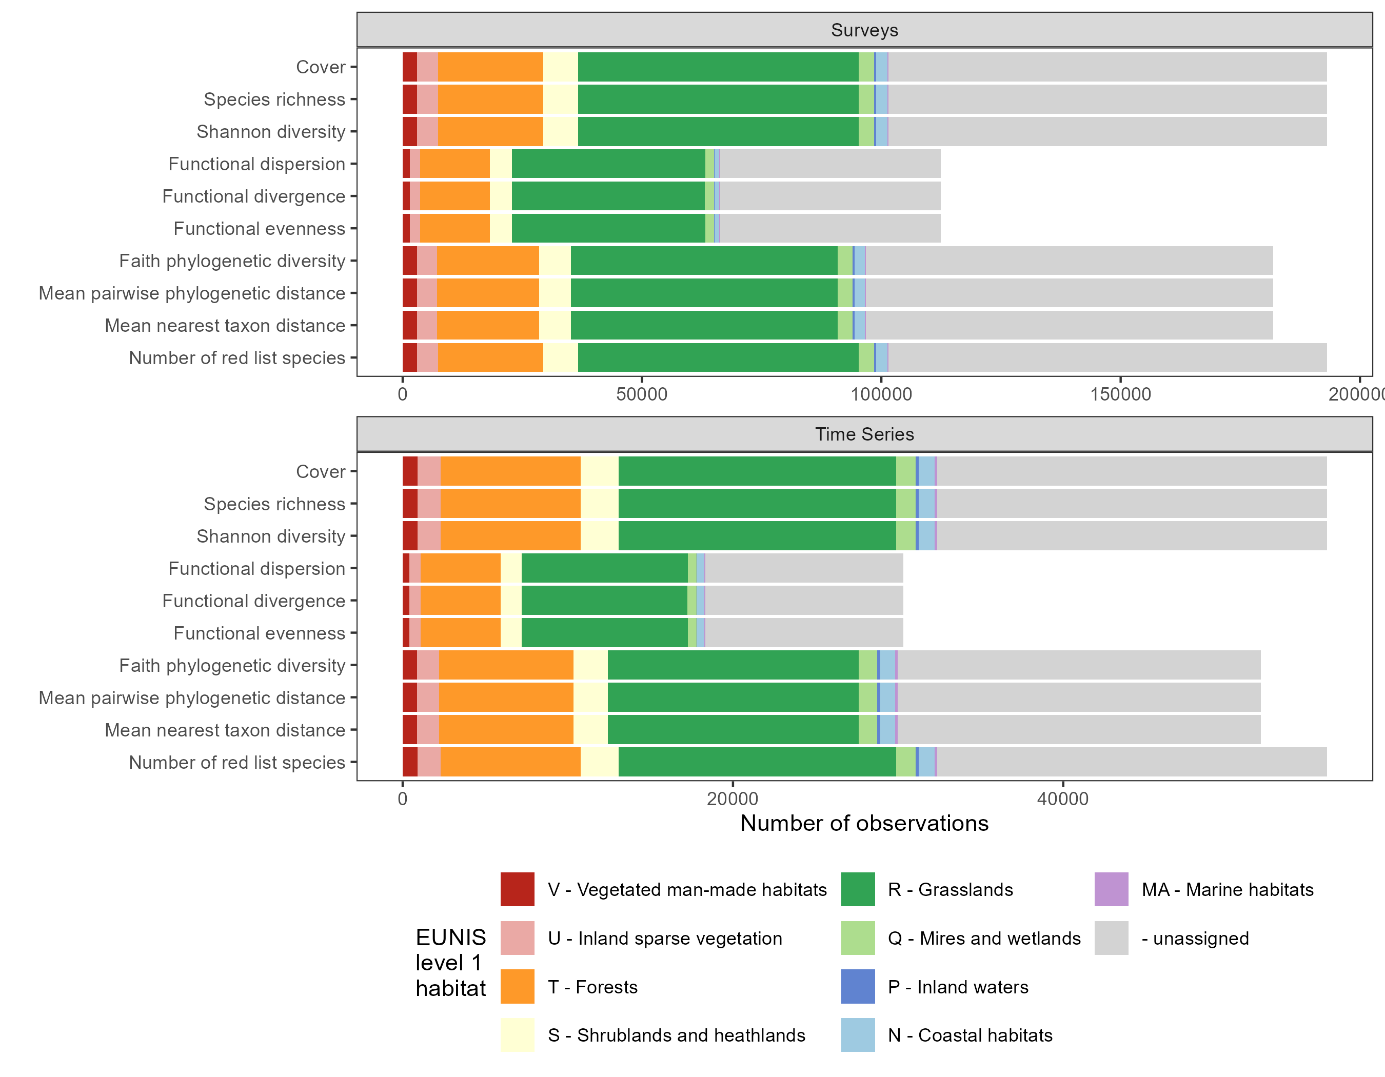 Surveys
Cover
Species richness
Shannon diversity
Functional dispersion
Functional divergence
Functional evenness
Faith phylogenetic diversity
Mean pairwise phylogenetic distance
Mean nearest taxon distance
Number of red list species
0 50000 100000 150000 200000
Time Series
Cover
Species richness
Shannon diversity
Functional dispersion
Functional divergence
Functional evenness
Faith phylogenetic diversity
Mean pairwise phylogenetic distance
Mean nearest taxon distance
Number of red list species
0 20000 40000
Number of observations
EUNIS
level 1
habitat
V - Vegetated man-made habitats
U - Inland sparse vegetation
T - Forests
S - Shrublands and heathlands
R - Grasslands
Q - Mires and wetlands
P - Inland waters
N - Coastal habitats
MA - Marine habitats
- unassigned